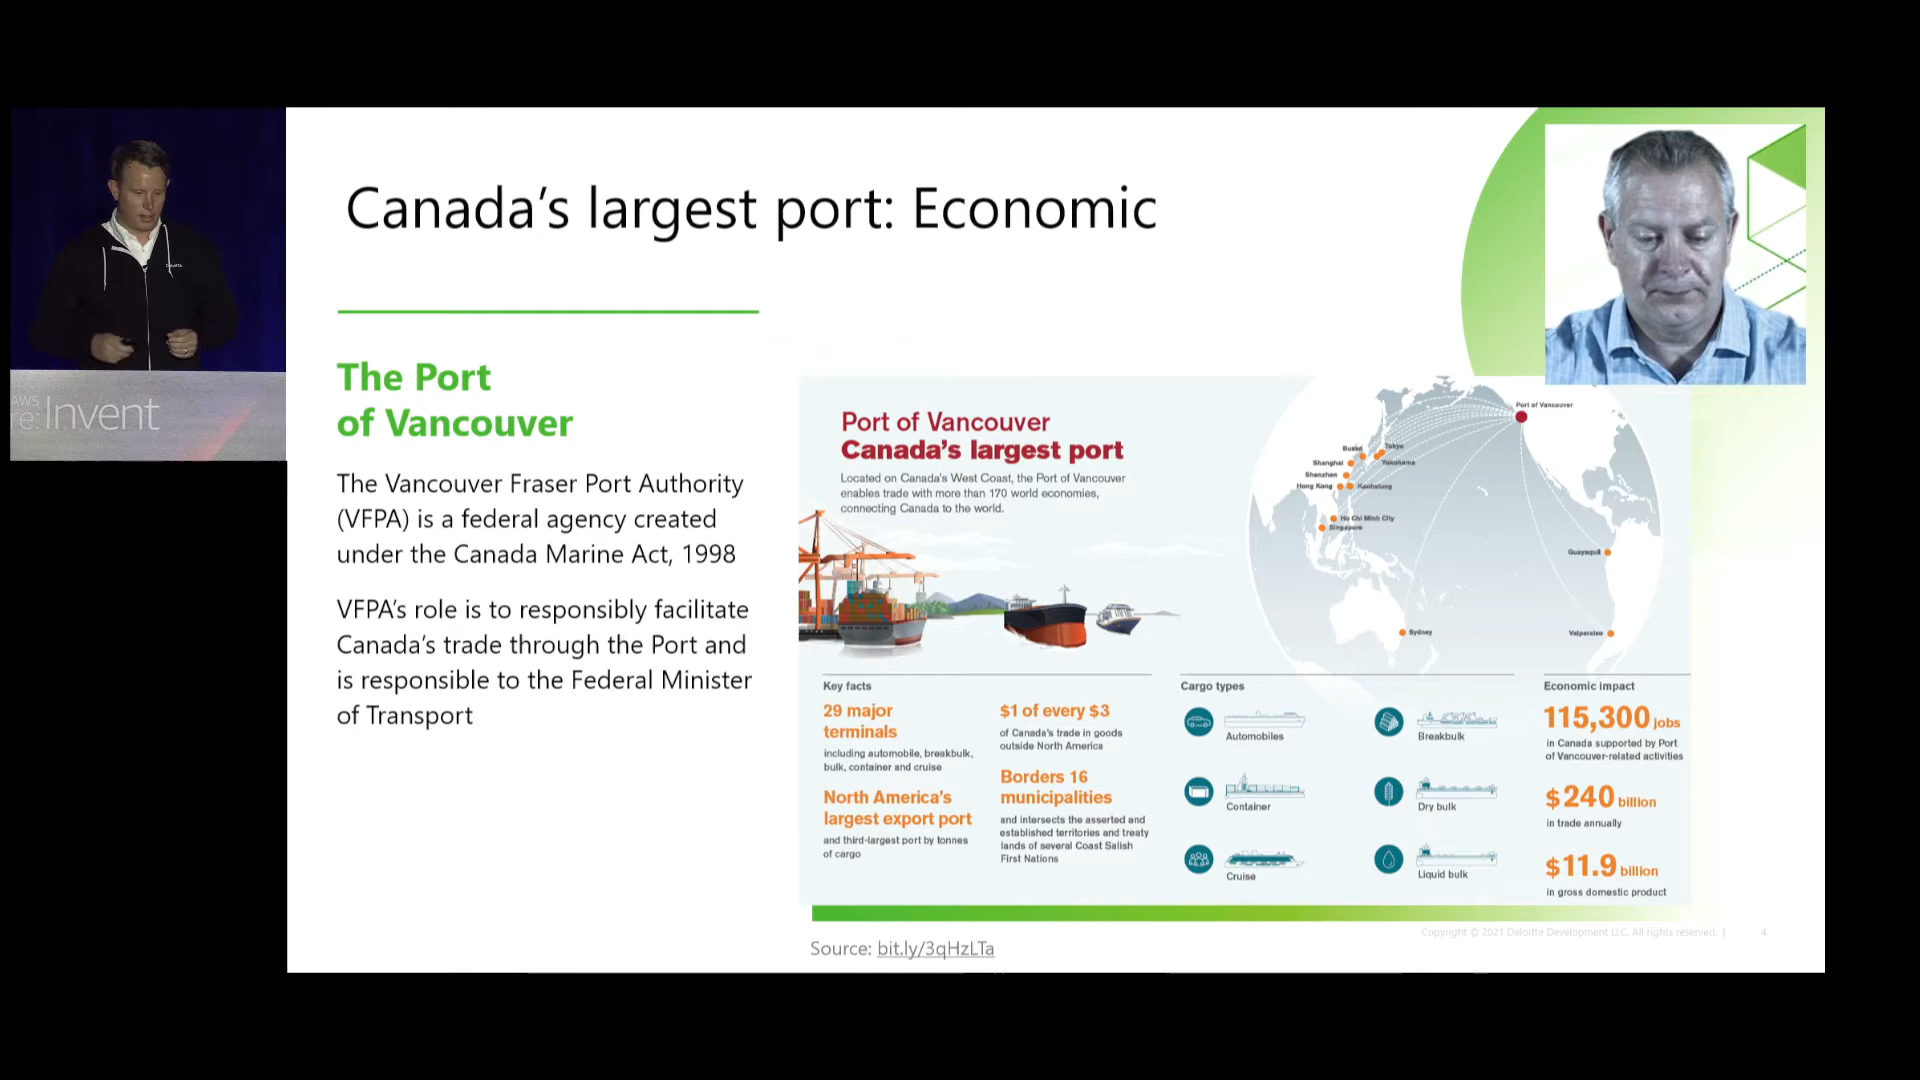 Canada's largest port: Economic
AWS
re:Invent
The Port
of Vancouver
The Vancouver Fraser Port Authority
(VFPA) is a federal agency created
under the Canada Marine Act, 1998
VFPA's role is to responsibly facilitate
Canada's trade through the Port and
is responsible to the Federal Minister
of Transport
Port of Vancouver
Canada's largest port
Located on Canada's West Coast, the Port of Vancouver
enables trade with more than 170 world economies,
connecting Canada to the world.
Port of Vancouver
Busan
Tokyo
Shanghai
Yokohama
Shenzhen
Hong Kong
Kaohsiung
Ho Chi Minh City
Singapore
Guayaquil
Sydney
Valparaiso
Key facts
29 major
terminals
including automobile, breakbulk,
bulk, container and cruise
North America's
largest export port
and third-largest port by tonnes
of cargo
$1 of every $3
of Canada's trade in goods
outside North America
Borders 16
municipalities
and intersects the asserted and
established territories and treaty
lands of several Coast Salish
First Nations
Cargo types
Automobiles
Breakbulk
Container
Dry bulk
Cruise
Liquid bulk
Economic impact
115,300 jobs
in Canada supported by Port
of Vancouver-related activities
$240 billion
in trade annually
$11.9 billion
in gross domestic product
Copyright © 2021 Deloitte Development LLC. All rights reserved. | 4
Source: bit.ly/3qHzLTa